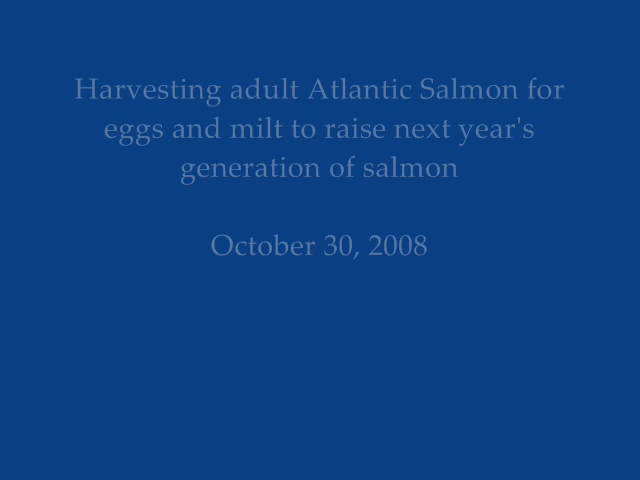 Harvesting adult Atlantic Salmon for
eggs and milt to raise next year's
generation of salmon
October 30, 2008